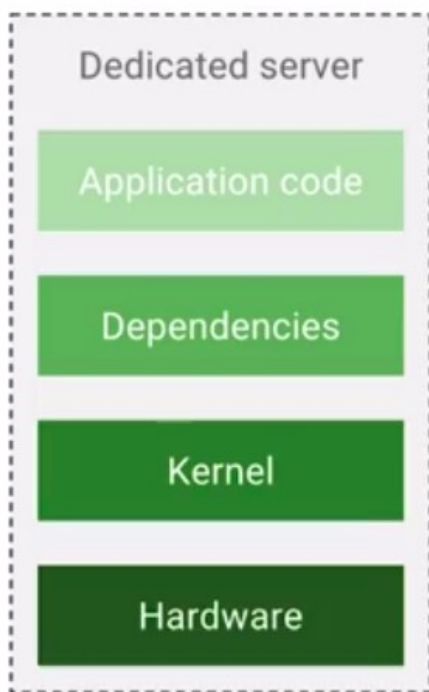 Dedicated server
Application code
Dependencies
Kernel
Hardware